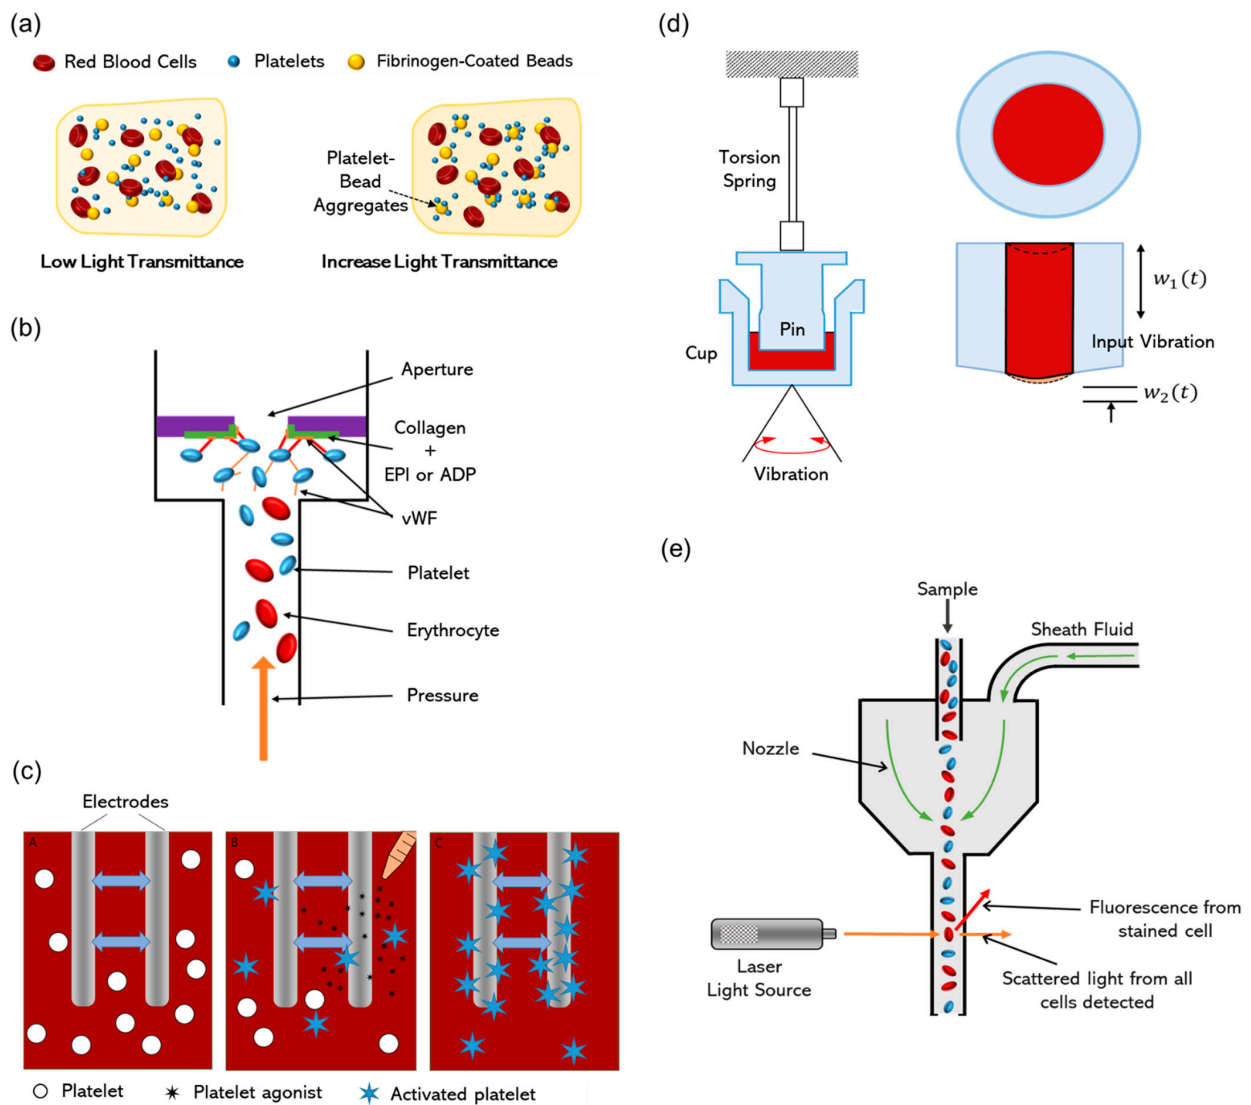 (a)
Red Blood Cells
Platelets
Fibrinogen-Coated Beads
Platelet-
Bead
Aggregates
Low Light Transmittance
Increase Light Transmittance
(b)
Aperture
Collagen
+
EPI or ADP
vWF
Platelet
Erythrocyte
Pressure
(c)
Electrodes
A
B
C
Platelet
Platelet agonist
Activated platelet
(d)
Torsion
Spring
Pin
Cup
Vibration
w₁(t)
Input Vibration
w₂(t)
(e)
Sample
Sheath Fluid
Nozzle
Laser
Light Source
Fluorescence from
stained cell
Scattered light from all
cells detected